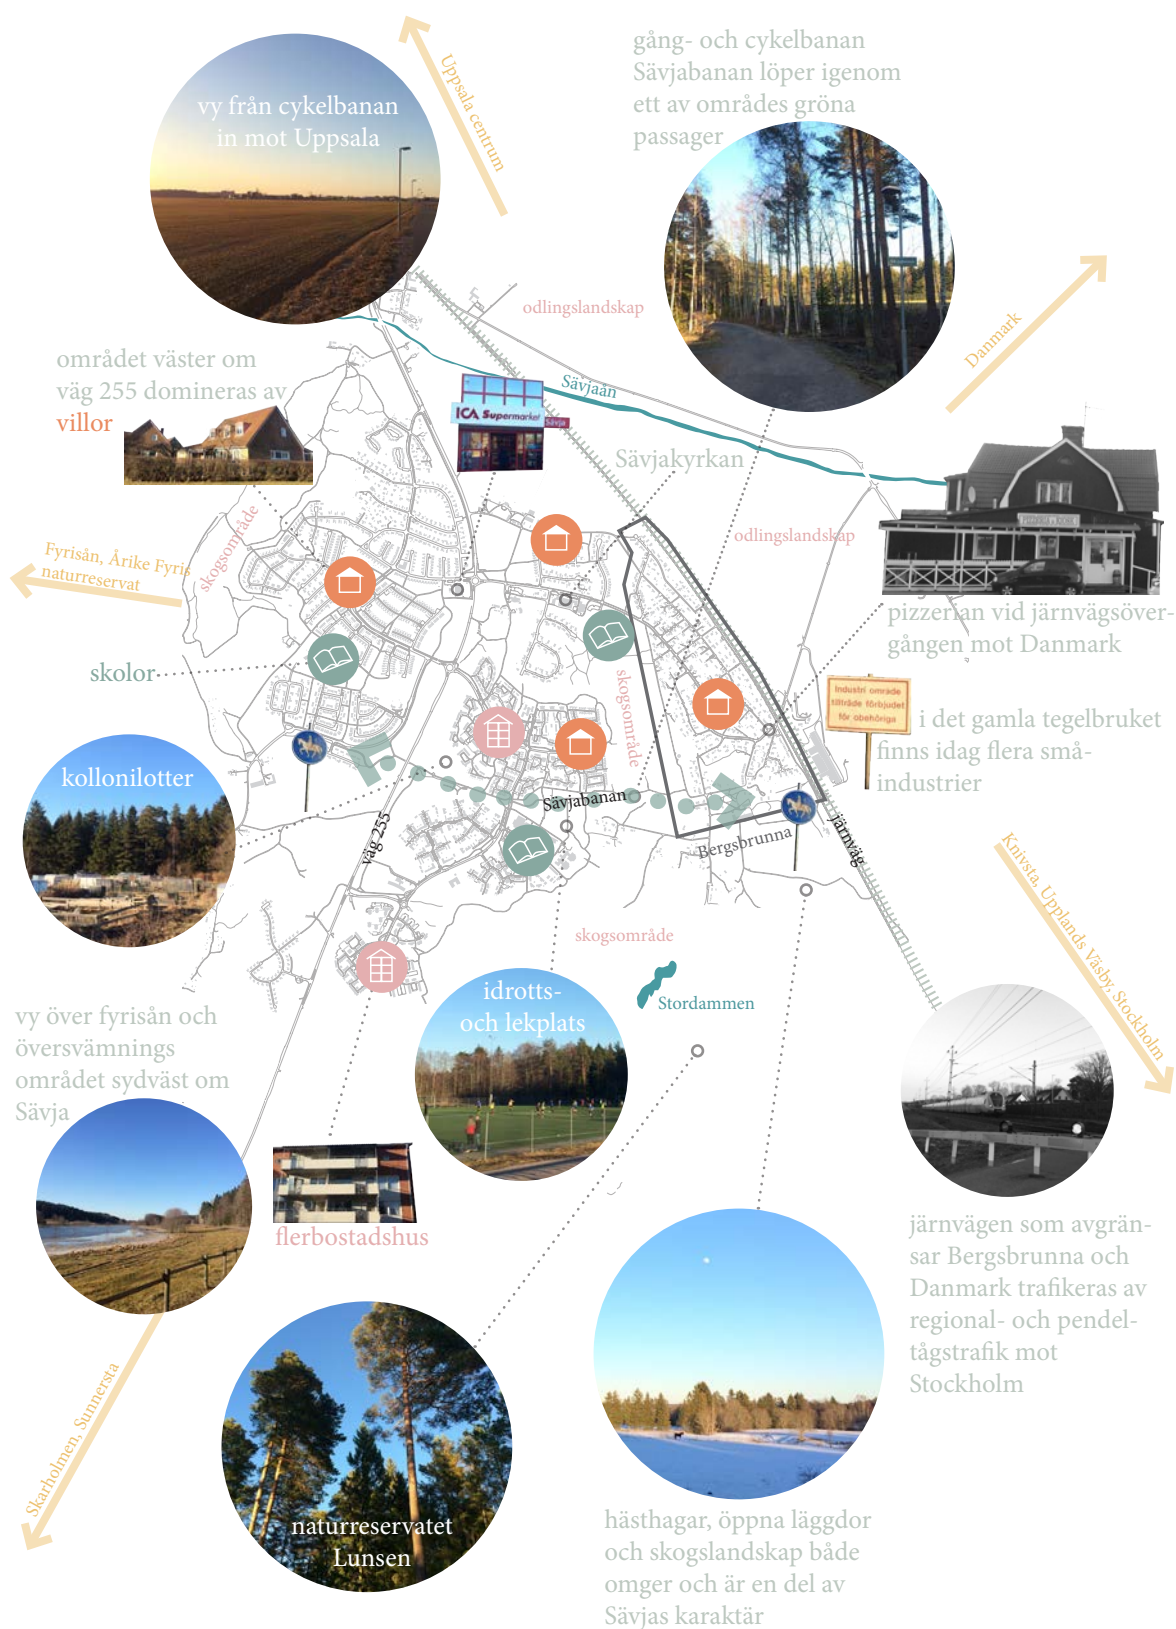 gång- och cykelbanan
Sävjabanan löper igenom
ett av områdes gröna
passager
vy från cykelbanan
in mot Uppsala
Uppsala centrum
odlingslandskap
Danmark
området väster om
väg 255 domineras av
villor
ICA Supermarket
Sävja
Sävjaån
Sävjakyrkan
odlingslandskap
skogsområde
Fyrisån, Årike Fyris
naturreservat
pizzerian vid järnvägsöver-
gången mot Danmark
skolor
skogsområde
Industri område
tillträde förbjudet
för obehöriga
i det gamla tegelbruket
finns idag flera små-
industrier
kollonilotter
Sävjabanan
väg 255
Bergsbrunna
järnväg
Knivsta, Upplands Väsby, Stockholm
skogsområde
Stordammen
idrotts-
och lekplats
vy över fyrisån och
översvämnings
området sydväst om
Sävja
flerbostadshus
järnvägen som avgrän-
sar Bergsbrunna och
Danmark trafikeras av
regional- och pendel-
tågstrafik mot
Stockholm
Skarholmen, Sunnersta
naturreservatet
Lunsen
hästhagar, öppna läggdor
och skogslandskap både
omger och är en del av
Sävjas karaktär